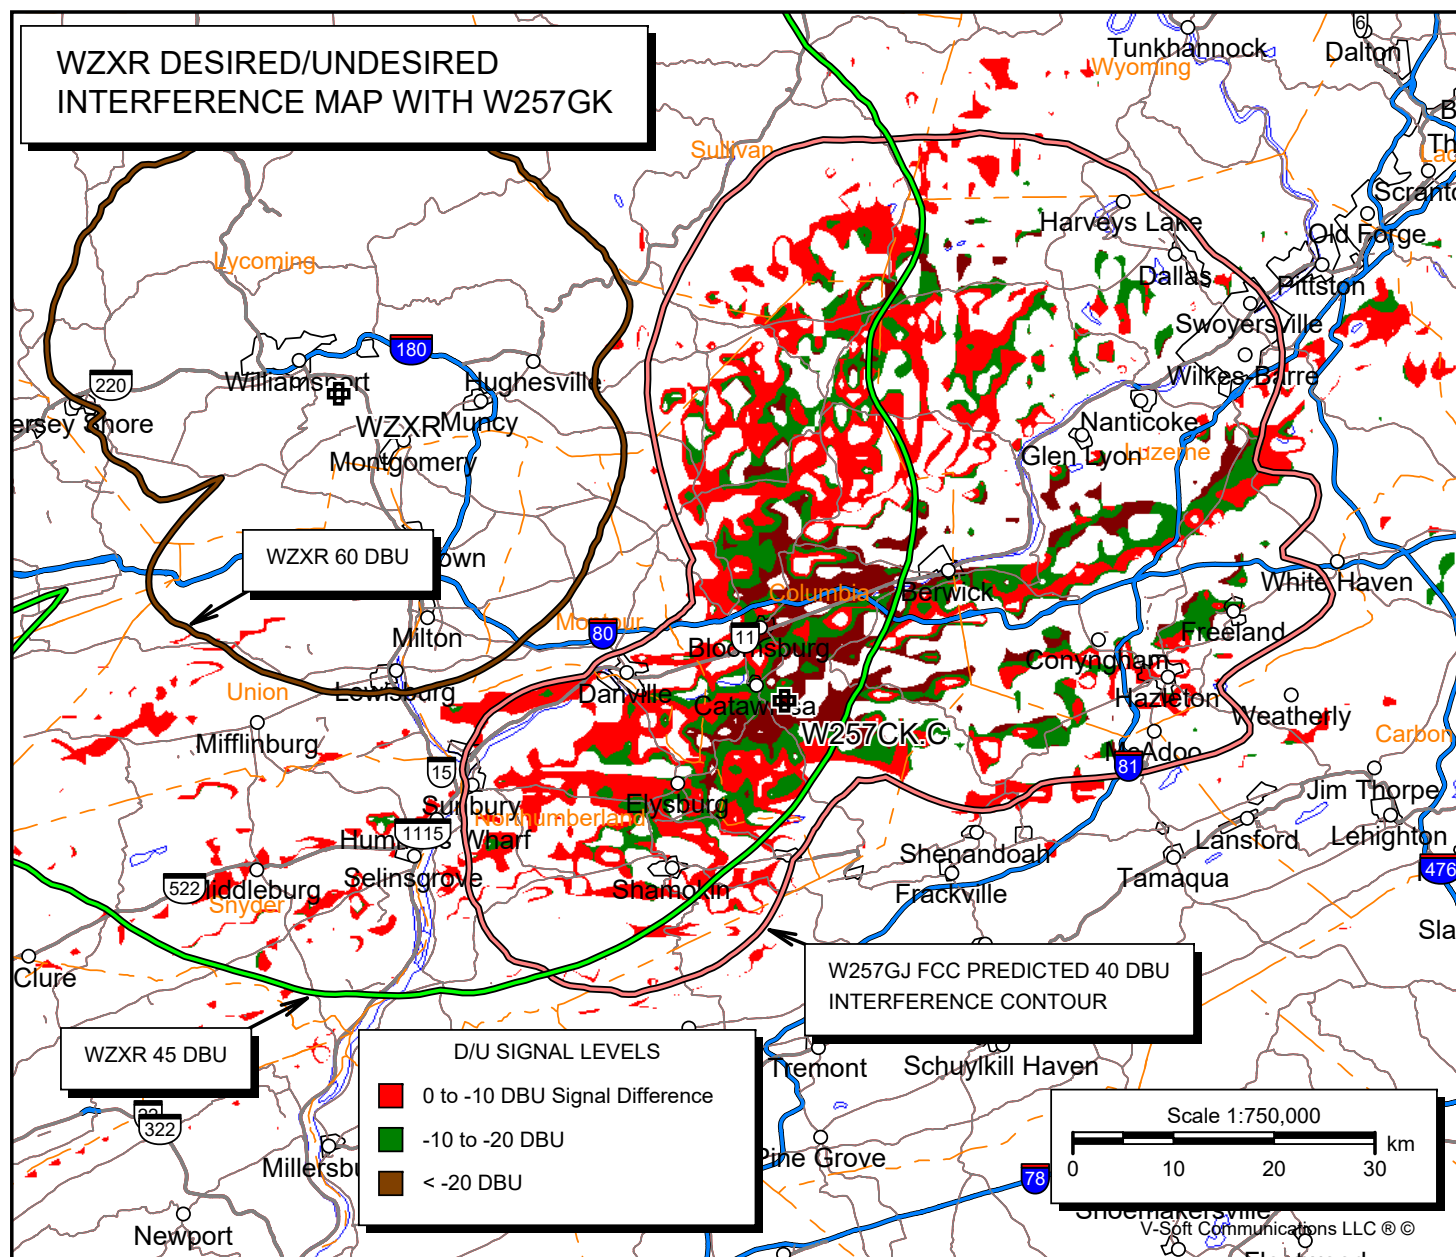 WZXR DESIRED/UNDESIRED
INTERFERENCE MAP WITH W257GK
Tunkhannock
Wyoming
6
Dalton
Sullivan
Harveys Lake
Old Forge
Lycoming
Dallas
Pittston
Swoyersville
180
Williamsport
Hughesville
Wilkes-Barre
220
WZXR
Muncy
Nanticoke
Montgomery
Glen Lyon
WZXR 60 DBU
Columbia
Berwick
White Haven
Milton
80
11
Bloomsburg
Freeland
Conyngham
Union
Lewisburg
Danville
Catawissa
Hazleton
Weatherly
Mifflinburg
W257CK.C
McAdoo
Carbon
15
81
Sunbury
Elysburg
Jim Thorpe
Northumberland
1115
Wharf
Lansford
Lehighton
Shenandoah
522
Middleburg
Selinsgrove
Shamokin
Frackville
Tamaqua
476
Snyder
W257GJ FCC PREDICTED 40 DBU
INTERFERENCE CONTOUR
WZXR 45 DBU
D/U SIGNAL LEVELS
0 to -10 DBU Signal Difference
-10 to -20 DBU
< -20 DBU
Tremont
Schuylkill Haven
322
Pine Grove
78
Scale 1:750,000
0 10 20 30 km
Newport
V-Soft Communications LLC ® ©